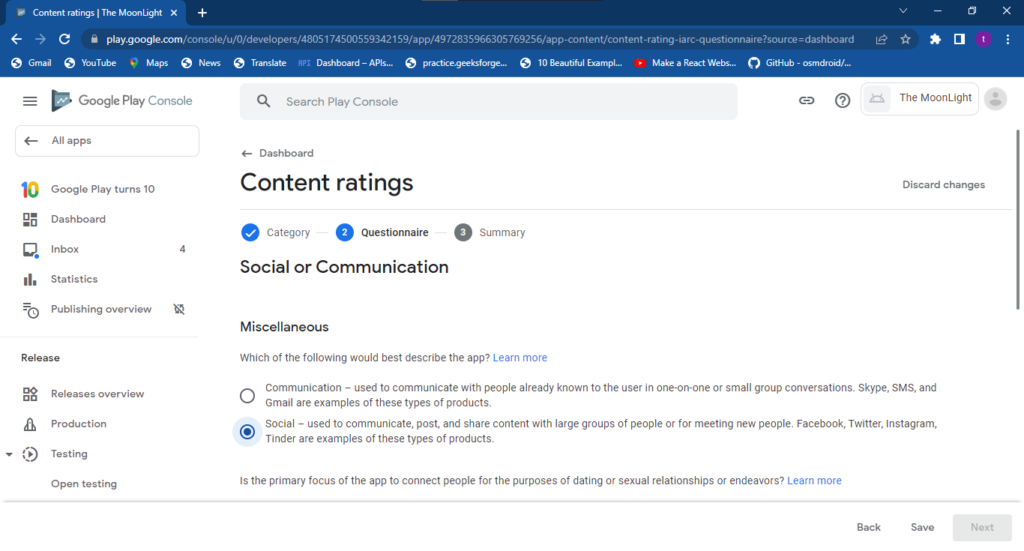 Content ratings | The MoonLight
play.google.com/console/u/0/developers/4805174500559342159/app/4972835966305769256/app-content/content-rating-iarc-questionnaire?source=dashboard
Gmail YouTube Maps News Translate API Dashboard – APIs... practice.geeksforge... 10 Beautiful Exampl... Make a React Webs... GitHub - osmdroid/...
t
Google Play Console
Search Play Console
The MoonLight
All apps
Google Play turns 10
Dashboard
Inbox 4
Statistics
Publishing overview
Release
Releases overview
Production
Testing
Open testing
Dashboard
Content ratings
Discard changes
Category 2 Questionnaire 3 Summary
Social or Communication
Miscellaneous
Which of the following would best describe the app? Learn more
Communication – used to communicate with people already known to the user in one-on-one or small group conversations. Skype, SMS, and
Gmail are examples of these types of products.
Social – used to communicate, post, and share content with large groups of people or for meeting new people. Facebook, Twitter, Instagram,
Tinder are examples of these types of products.
Is the primary focus of the app to connect people for the purposes of dating or sexual relationships or endeavors? Learn more
Back Save Next